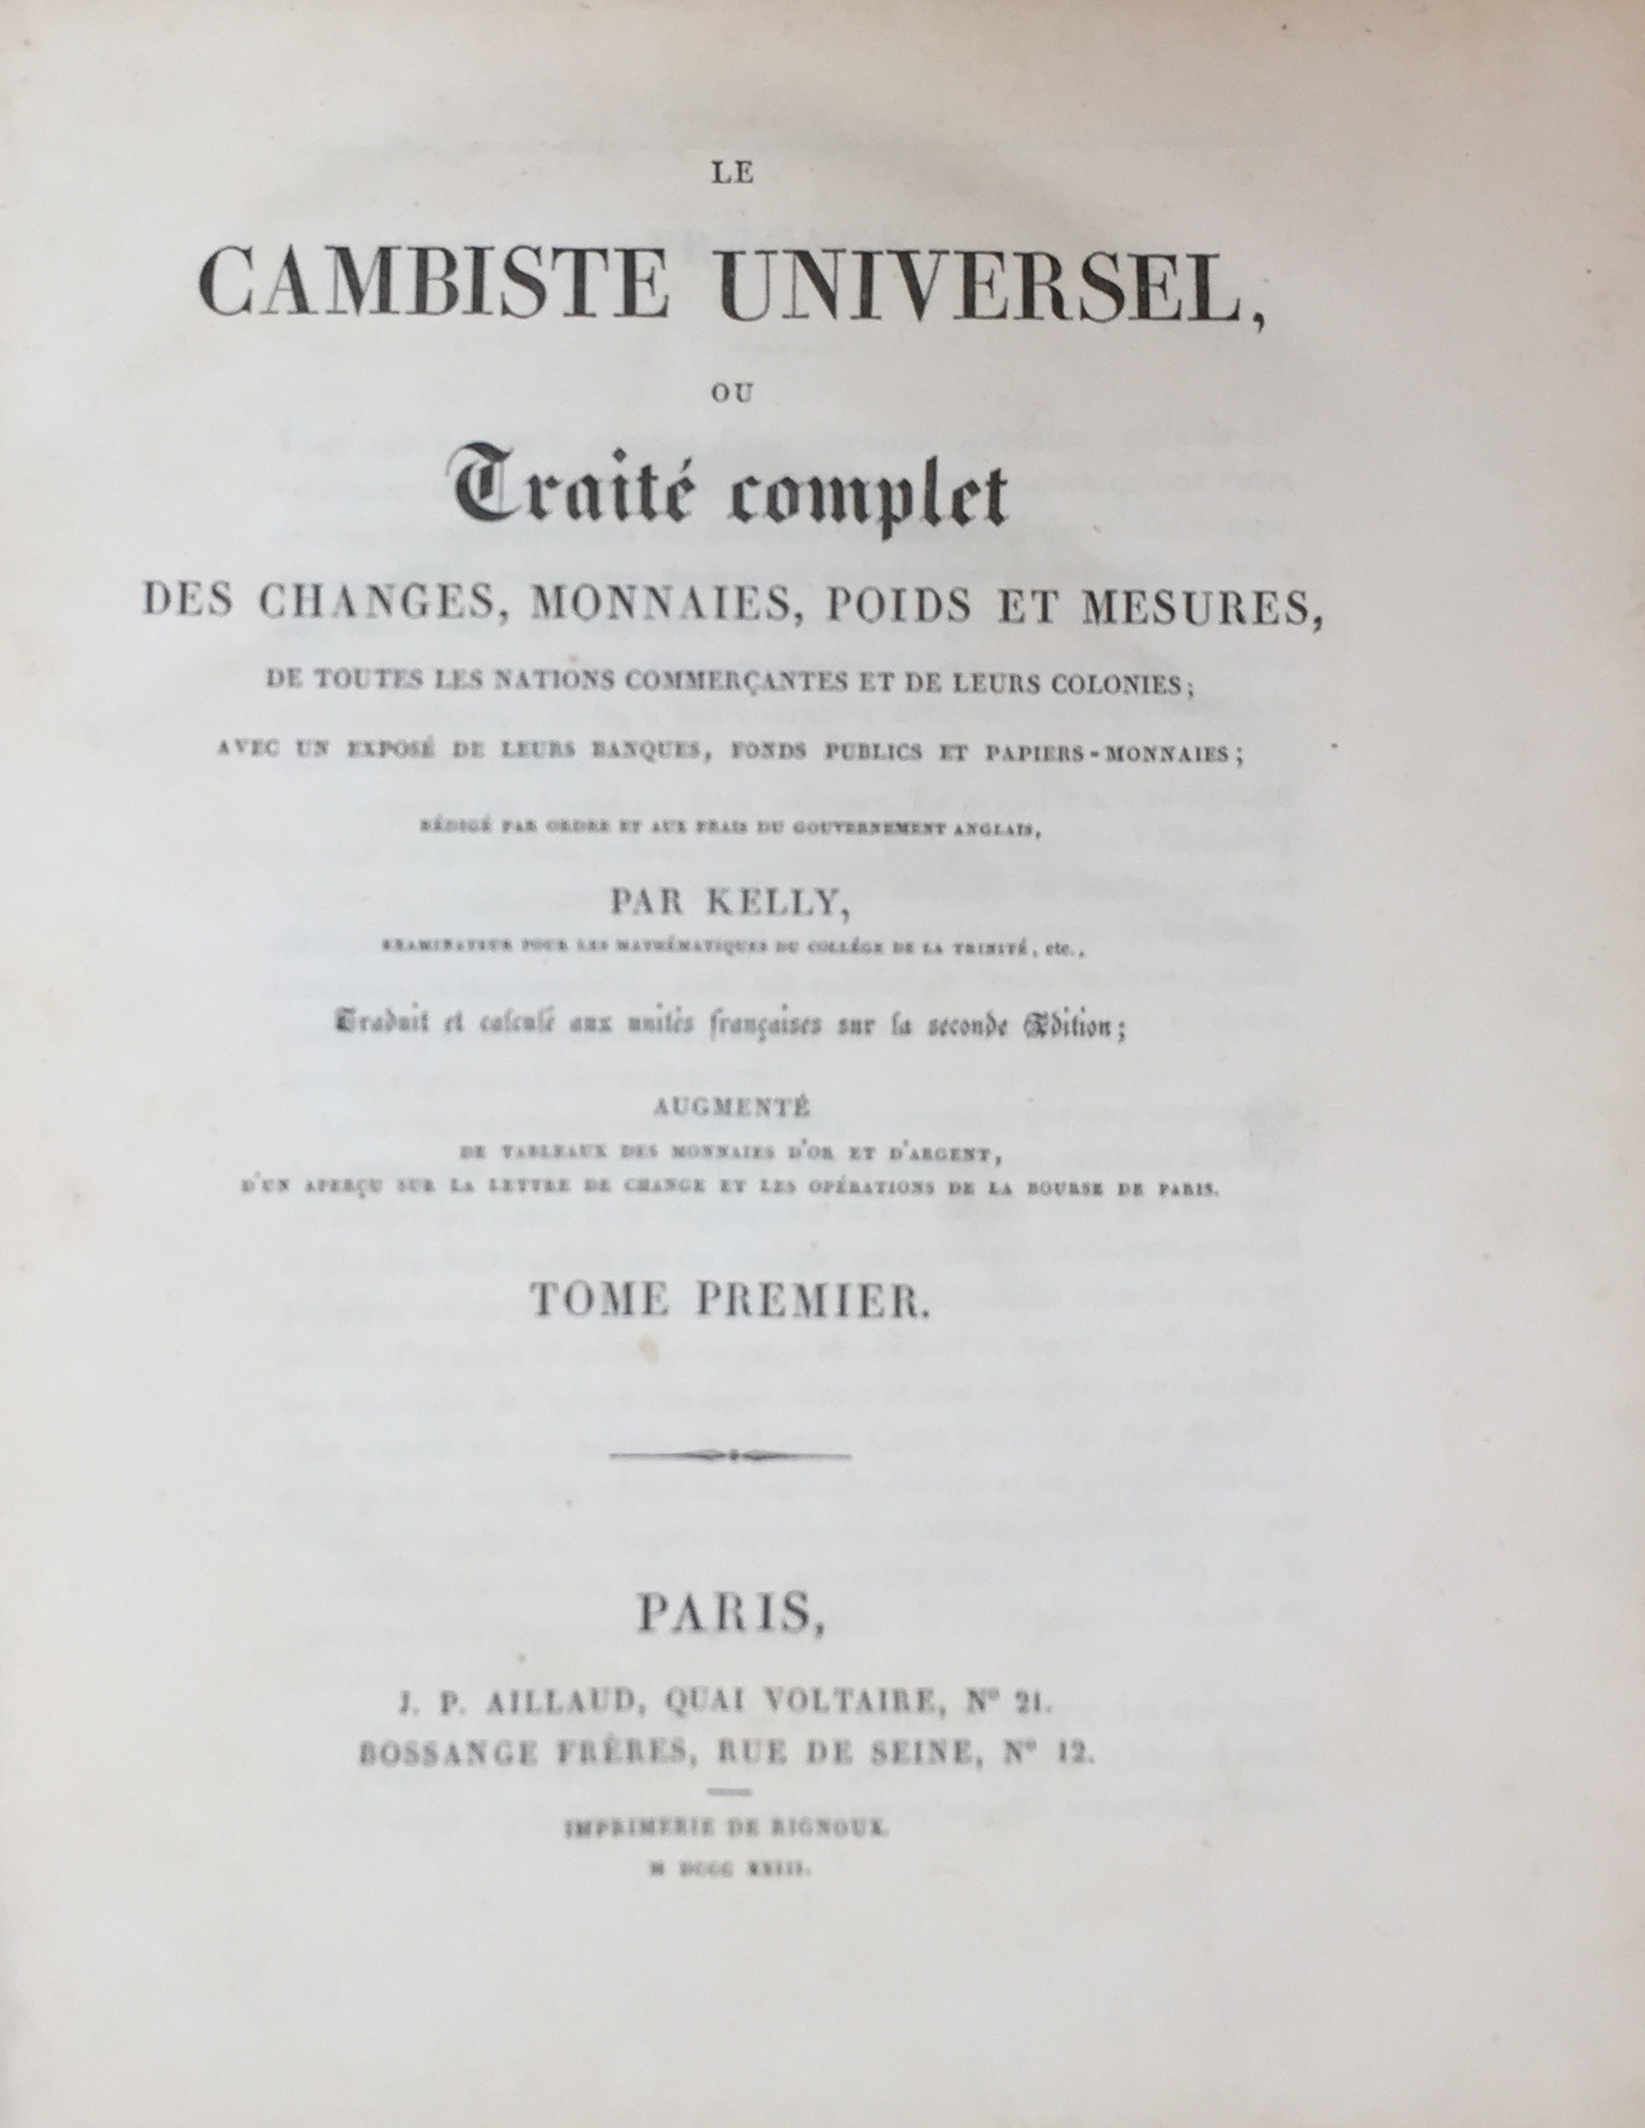 LE
CAMBISTE UNIVERSEL,
OU
Traité complet
DES CHANGES, MONNAIES, POIDS ET MESURES,
DE TOUTES LES NATIONS COMMERÇANTES ET DE LEURS COLONIES;
AVEC UN EXPOSÉ DE LEURS BANQUES, FONDS PUBLICS ET PAPIERS-MONNAIES;
RÉDIGÉ PAR ORDRE ET AUX FRAIS DU GOUVERNEMENT ANGLAIS,
PAR KELLY,
EXAMINATEUR POUR LES MATHÉMATIQUES DU COLLÉGE DE LA TRINITÉ, etc.,
Traduit et calculé aux unités françaises sur la seconde Édition;
AUGMENTÉ
DE TABLEAUX DES MONNAIES D'OR ET D'ARGENT,
D'UN APERÇU SUR LA LETTRE DE CHANGE ET LES OPÉRATIONS DE LA BOURSE DE PARIS.
TOME PREMIER.
PARIS,
J. P. AILLAUD, QUAI VOLTAIRE, Nº 21.
BOSSANGE FRÈRES, RUE DE SEINE, Nº 12.
IMPRIMERIE DE RIGNOUX.
M DCCC XXIII.